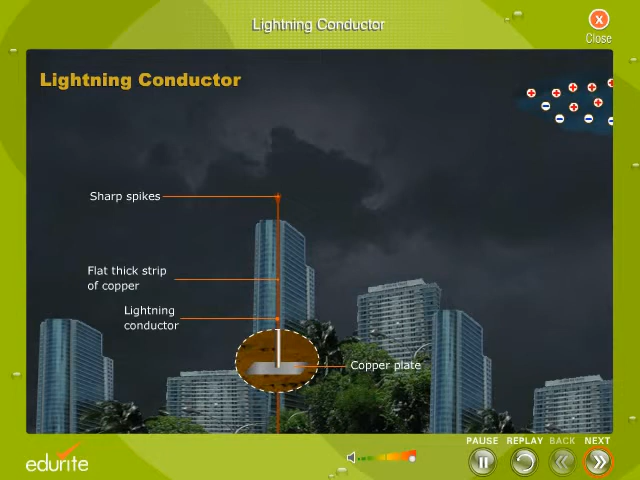 Lightning Conductor
Close
Lightning Conductor
Sharp spikes
Flat thick strip
of copper
Lightning
conductor
Copper plate
PAUSE REPLAY BACK NEXT
edurite